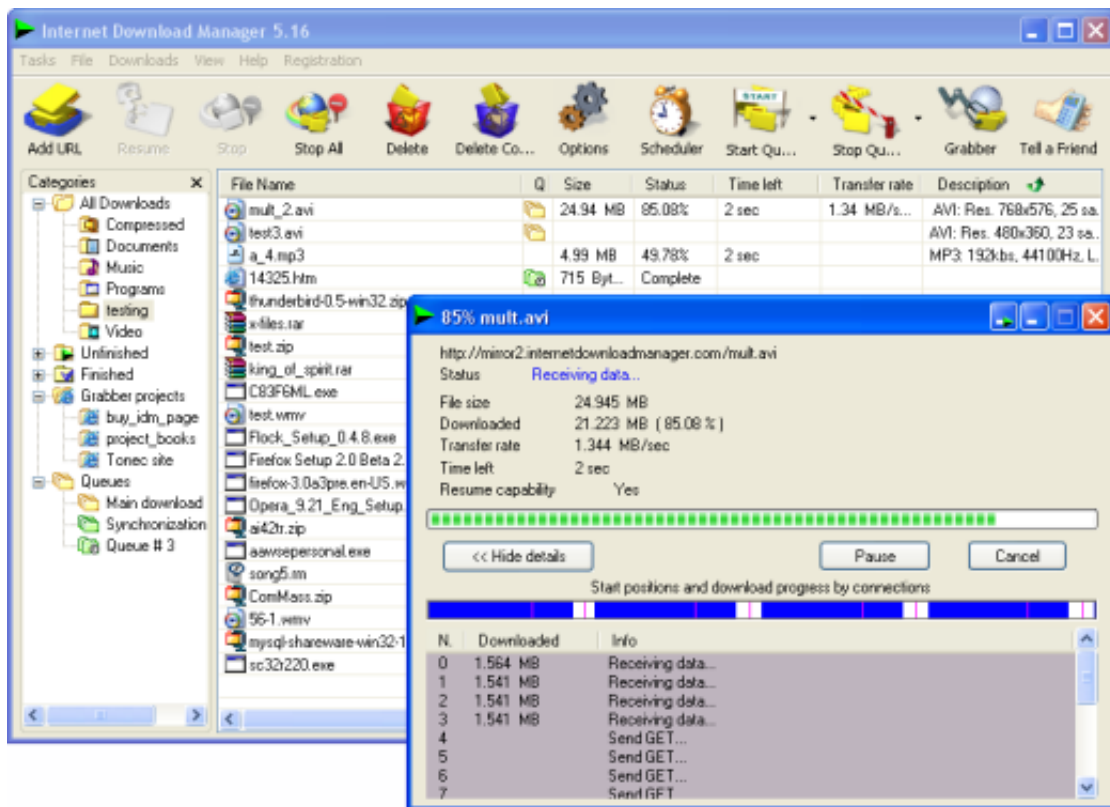 Internet Download Manager 5.16
Tasks File Downloads View Help Registration
Add URL Resume Stop Stop All Delete Delete Co... Options Scheduler Start Qu... Stop Qu... Grabber Tell a Friend
Categories
All Downloads
Compressed
Documents
Music
Programs
testing
Video
Unfinished
Finished
Grabber projects
buy_idm_page
project_books
Tonec site
Queues
Main download
Synchronization
Queue # 3
File Name Q Size Status Time left Transfer rate Description
mult_2.avi 24.94 MB 85.08% 2 sec 1.34 MB/s... AVI: Res. 768x576, 25 sa..
test3.avi AVI: Res. 480x360, 23 sa..
a_4.mp3 4.99 MB 49.78% 2 sec MP3: 192kbs, 44100Hz, L.
14325.htm 715 Byt... Complete
thunderbird-0.5-win32.zip
x-files.rar
test.zip
king_of_spirit.rar
C83F6ML.exe
test.wmv
Flock_Setup_0.4.8.exe
Firefox Setup 2.0 Beta 2.
firefox-3.0a3pre.en-US.w
Opera_9.21_Eng_Setup.
ai42tr.zip
aawsepersonal.exe
song5.rm
ComMass.zip
56-1.wmv
mysql-shareware-win32-1
sc32r220.exe
85% mult.avi
http://mirror2.internetdownloadmanager.com/mult.avi
Status Receiving data...
File size 24.945 MB
Downloaded 21.223 MB ( 85.08 % )
Transfer rate 1.344 MB/sec
Time left 2 sec
Resume capability Yes
<< Hide details Pause Cancel
Start positions and download progress by connections
N. Downloaded Info
0 1.564 MB Receiving data...
1 1.541 MB Receiving data...
2 1.541 MB Receiving data...
3 1.541 MB Receiving data...
4 Send GET...
5 Send GET...
6 Send GET...
7 Send GET